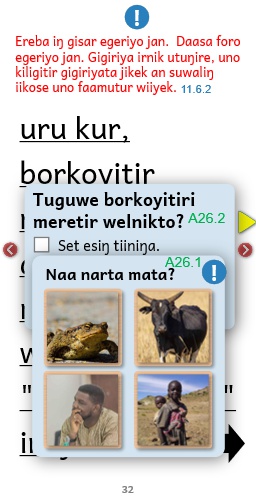 !
Ereba iŋ gisar egeriyo jan. Daasa foro
egeriyo jan. Gigiriya irnik utuŋire, uno
kiligitir gigiriyata jikek an suwaliŋ
iikose uno faamutur wiiyek. 11.6.2
uru kur,
borkoyitir
Tuguwe borkoyitiri
meretir welnikto? A26.2
Set esiŋ tiiniŋa.
A26.1
Naa narta mata? !
32